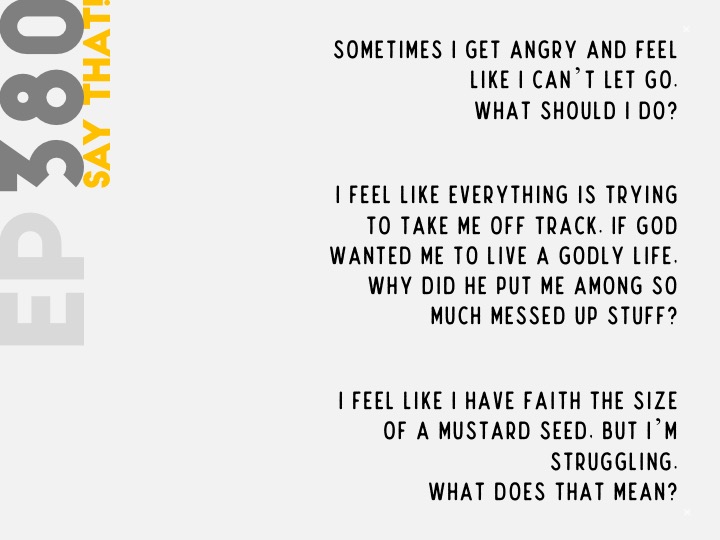 EP 380
SAY THAT!
SOMETIMES I GET ANGRY AND FEEL
LIKE I CAN'T LET GO.
WHAT SHOULD I DO?
I FEEL LIKE EVERYTHING IS TRYING
TO TAKE ME OFF TRACK. IF GOD
WANTED ME TO LIVE A GODLY LIFE,
WHY DID HE PUT ME AMONG SO
MUCH MESSED UP STUFF?
I FEEL LIKE I HAVE FAITH THE SIZE
OF A MUSTARD SEED, BUT I'M
STRUGGLING.
WHAT DOES THAT MEAN?